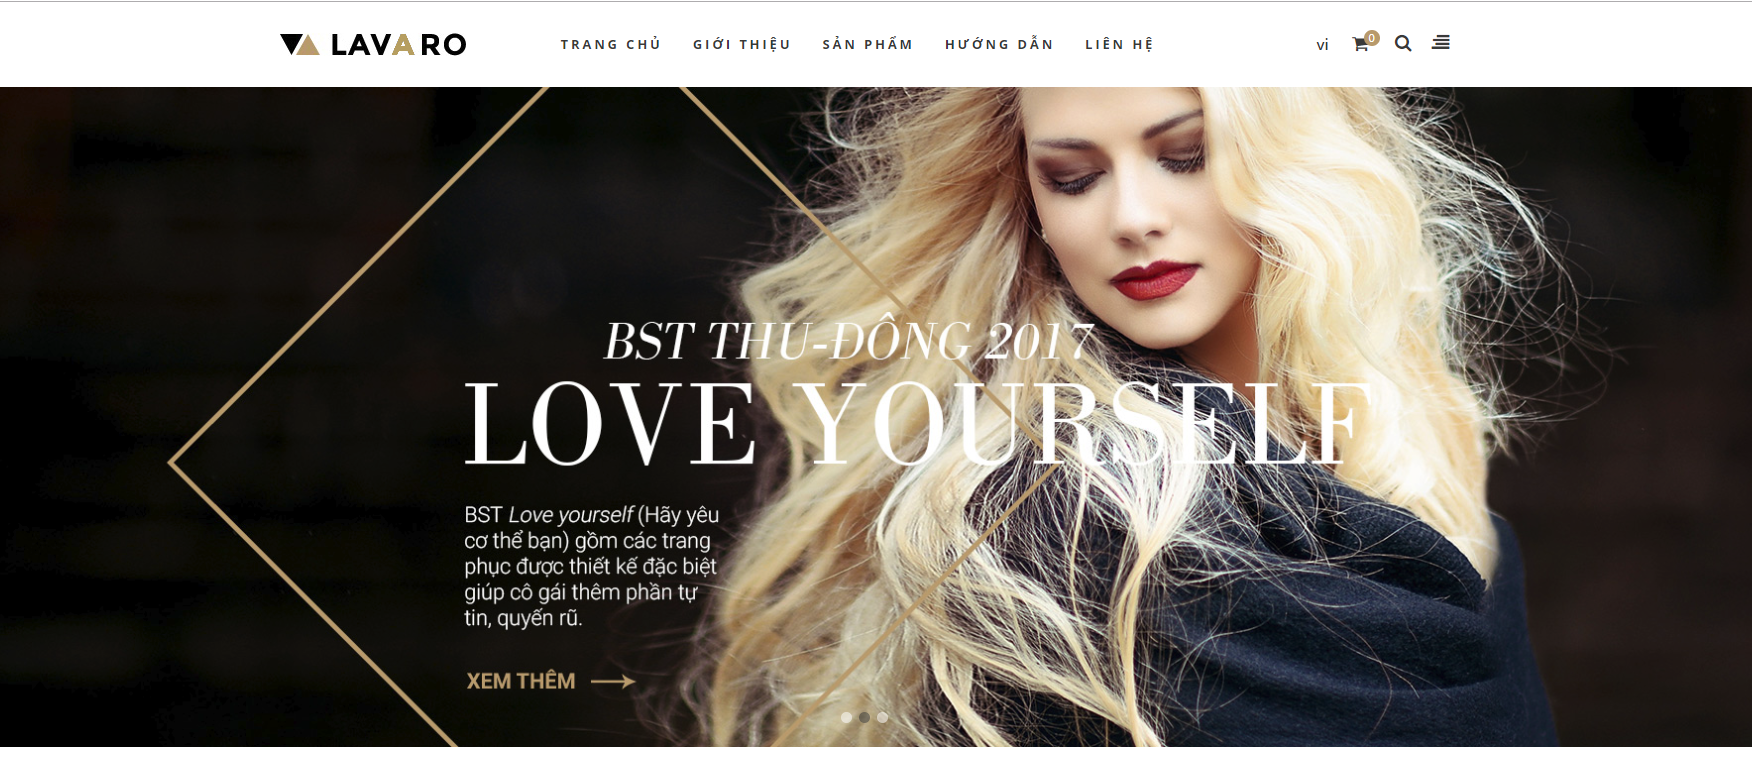 LAVARO
TRANG CHỦ GIỚI THIỆU SẢN PHẨM HƯỚNG DẪN LIÊN HỆ
vi 0
BST THU-ĐÔNG 2017
LOVE YOURSELF
BST Love yourself (Hãy yêu
cơ thể bạn) gồm các trang
phục được thiết kế đặc biệt
giúp cô gái thêm phần tự
tin, quyến rũ.
XEM THÊM